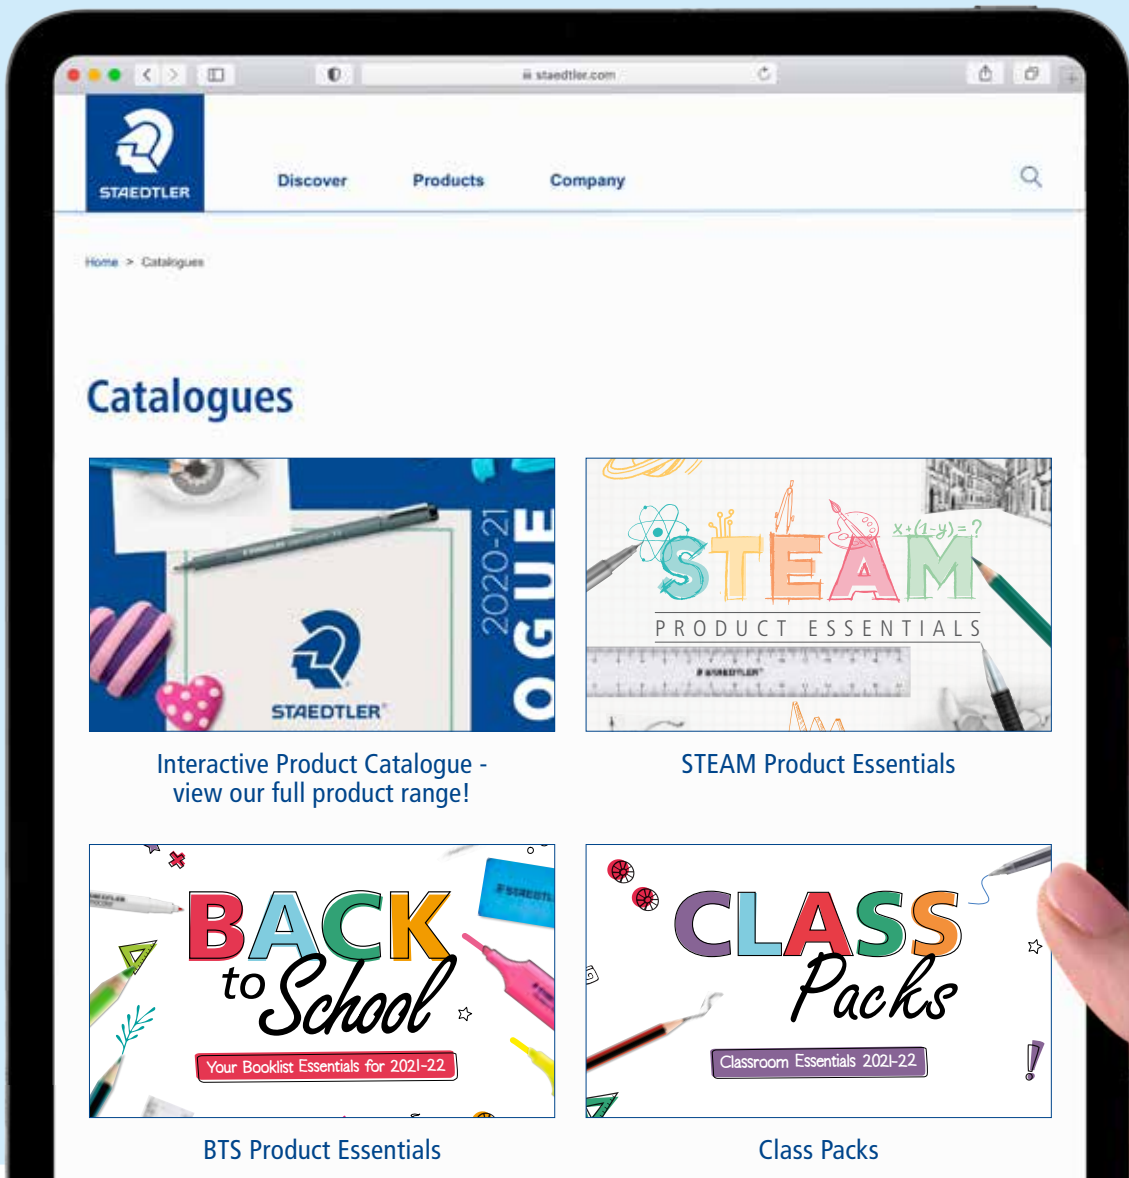 staedtler.com
STAEDTLER
Discover
Products
Company
Home > Catalogues
Catalogues
2020-21
OGUE
STAEDTLER®
Interactive Product Catalogue -
view our full product range!
x+(1-y)=?
STEAM
PRODUCT ESSENTIALS
STAEDTLER
STEAM Product Essentials
BACK
to School
Your Booklist Essentials for 2021-22
BTS Product Essentials
CLASS
Packs
Classroom Essentials 2021-22
Class Packs